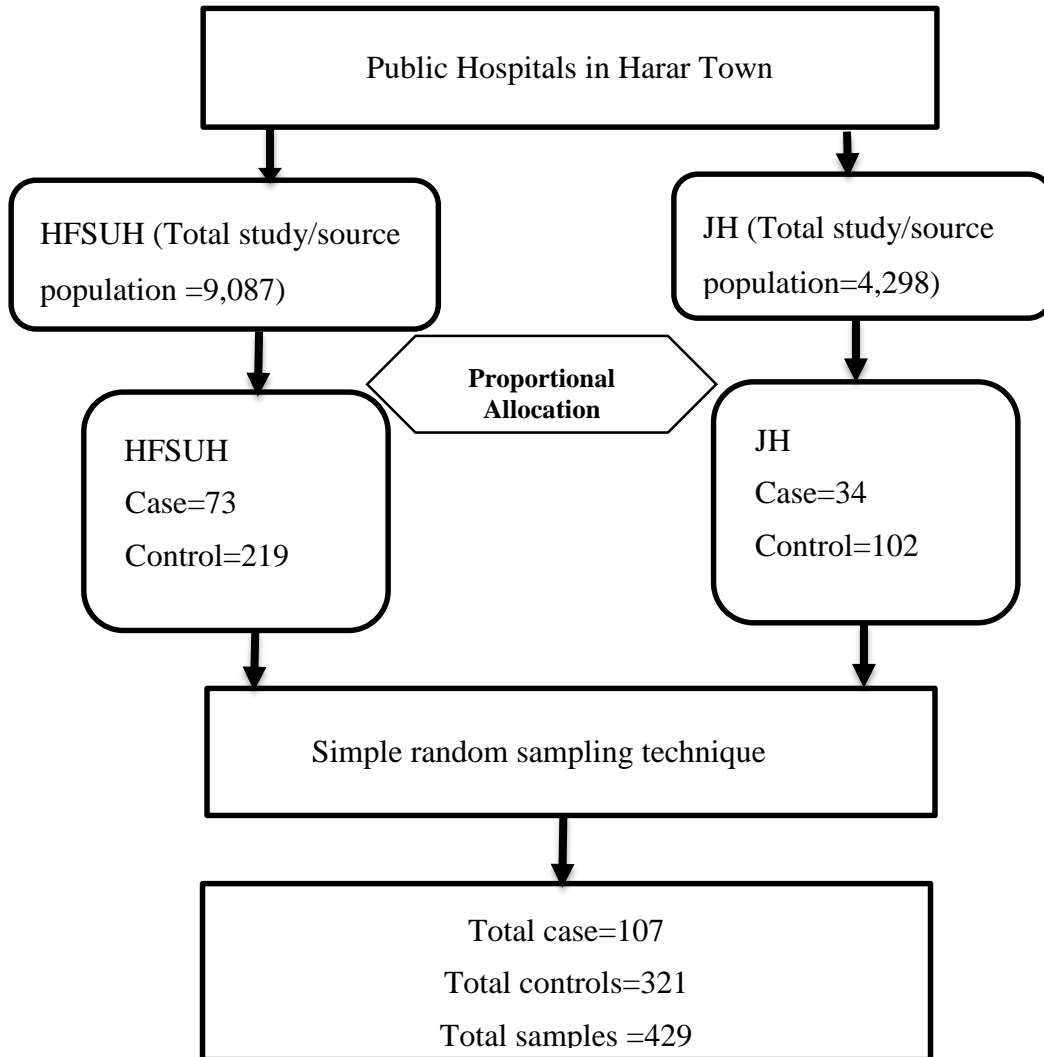 Public Hospitals in Harar Town
HFSUH (Total study/source
population =9,087)
JH (Total study/source
population=4,298)
Proportional
Allocation
HFSUH
Case=73
Control=219
JH
Case=34
Control=102
Simple random sampling technique
Total case=107
Total controls=321
Total samples =429